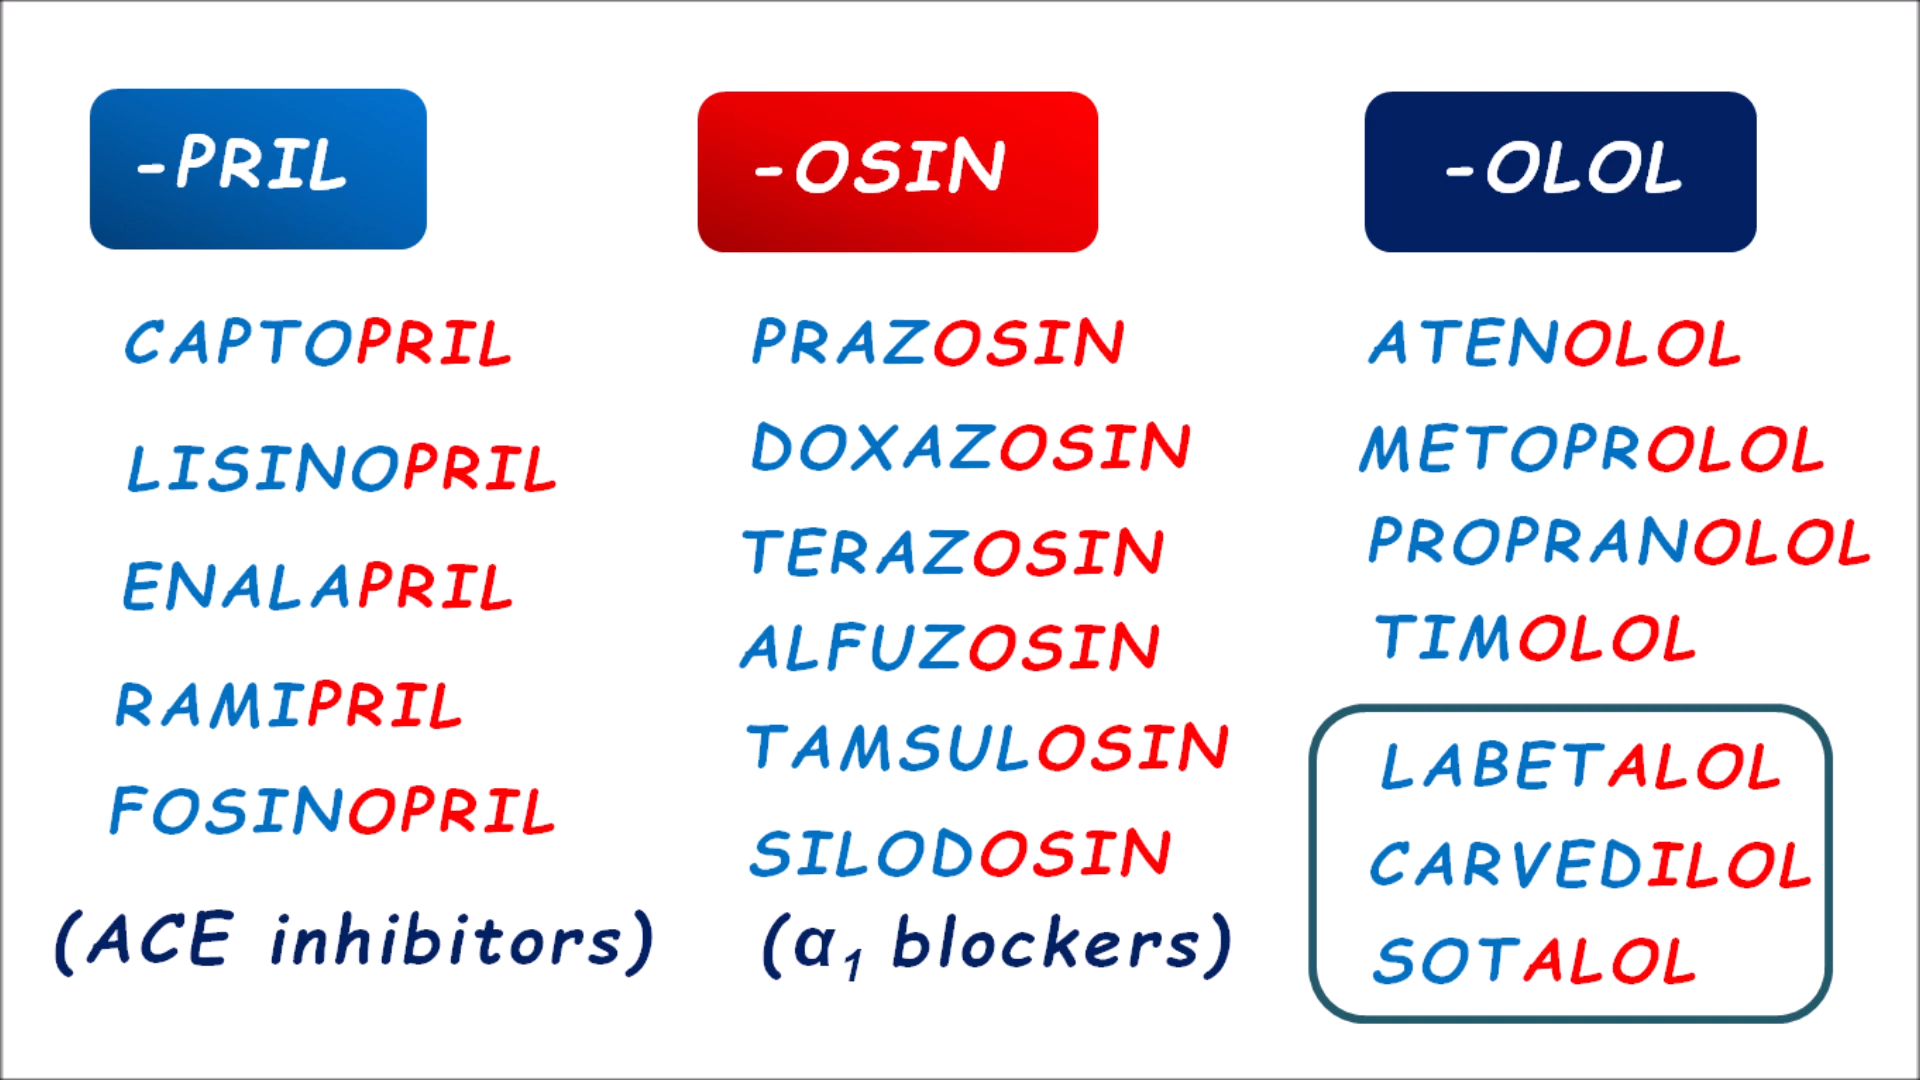 -PRIL
CAPTOPRIL
LISINOPRIL
ENALAPRIL
RAMIPRIL
FOSINOPRIL
(ACE inhibitors)
-OSIN
PRAZOSIN
DOXAZOSIN
TERAZOSIN
ALFUZOSIN
TAMSULOSIN
SILODOSIN
(α₁ blockers)
-OLOL
ATENOLOL
METOPROLOL
PROPRANOLOL
TIMOLOL
LABETALOL
CARVEDILOL
SOTALOL